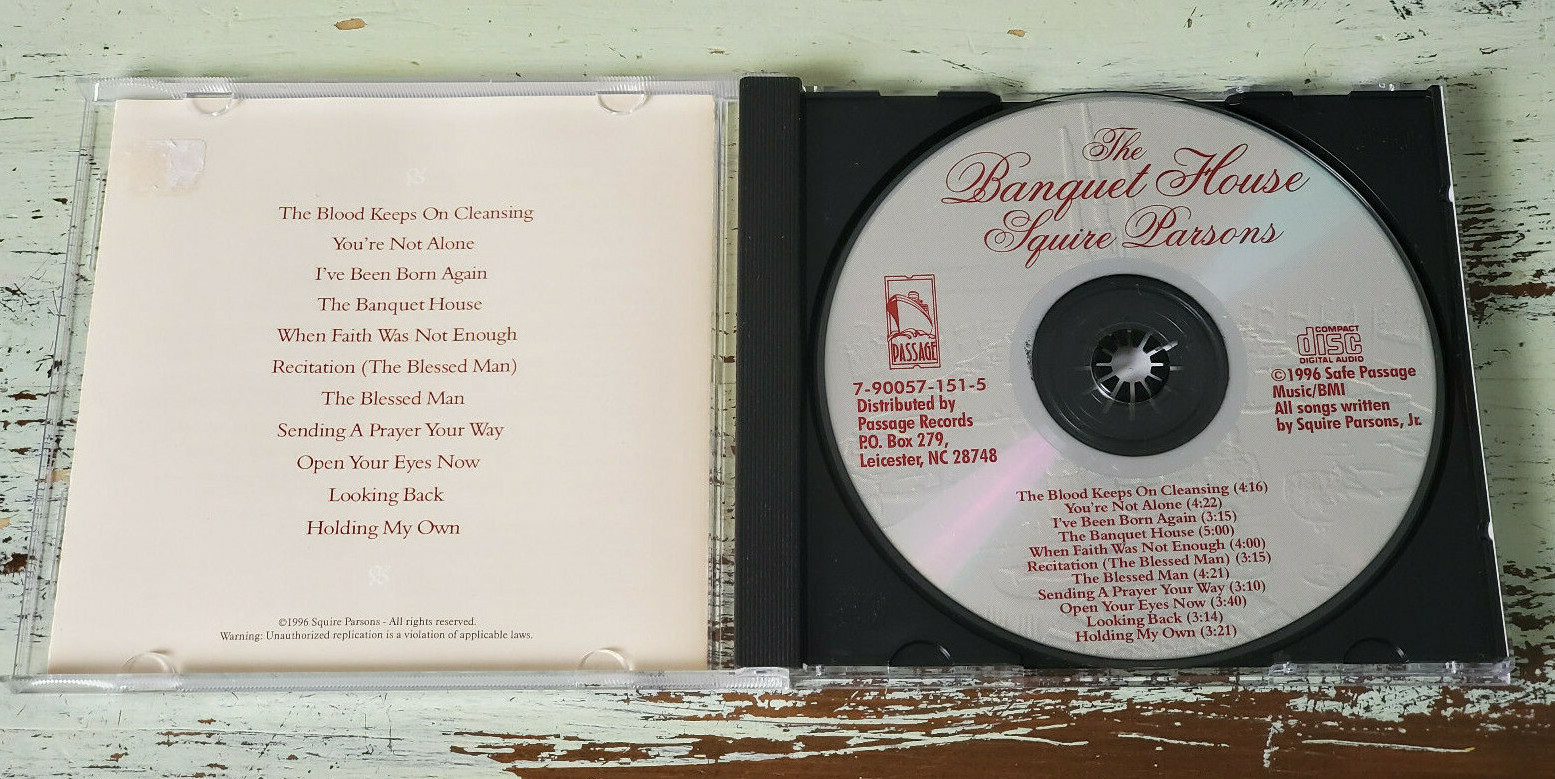 The Blood Keeps On Cleansing
You're Not Alone
I've Been Born Again
The Banquet House
When Faith Was Not Enough
Recitation (The Blessed Man)
The Blessed Man
Sending A Prayer Your Way
Open Your Eyes Now
Looking Back
Holding My Own
©1996 Squire Parsons - All rights reserved.
Warning: Unauthorized replication is a violation of applicable laws.
The
Banquet House
Squire Parsons
PASSAGE
7-90057-151-5
Distributed by
Passage Records
P.O. Box 279,
Leicester, NC 28748
COMPACT
disc
DIGITAL AUDIO
©1996 Safe Passage
Music/BMI
All songs written
by Squire Parsons, Jr.
The Blood Keeps On Cleansing (4:16)
You're Not Alone (4:22)
I've Been Born Again (3:15)
The Banquet House (5:00)
When Faith Was Not Enough (4:00)
Recitation (The Blessed Man) (3:15)
The Blessed Man (4:21)
Sending A Prayer Your Way (3:10)
Open Your Eyes Now (3:40)
Looking Back (3:14)
Holding My Own (3:21)